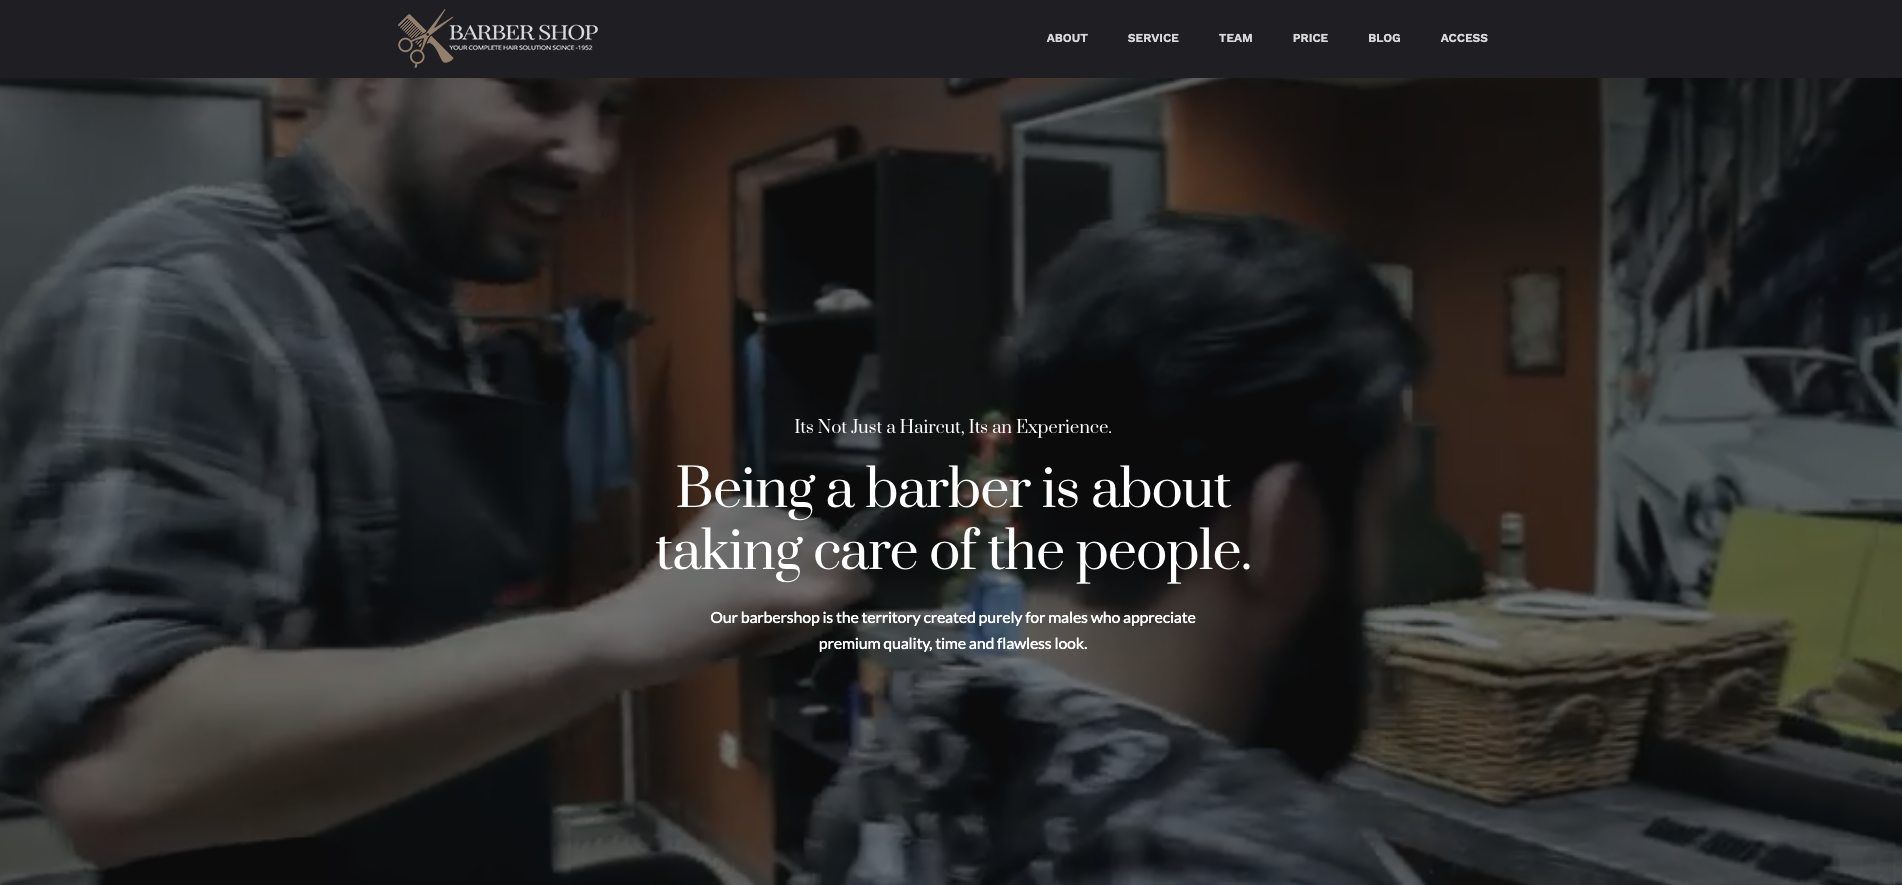 BARBER SHOP
YOUR COMPLETE HAIR SOLUTION SCINCE -1952
ABOUT SERVICE TEAM PRICE BLOG ACCESS
Its Not Just a Haircut, Its an Experience.
Being a barber is about
taking care of the people.
Our barbershop is the territory created purely for males who appreciate
premium quality, time and flawless look.